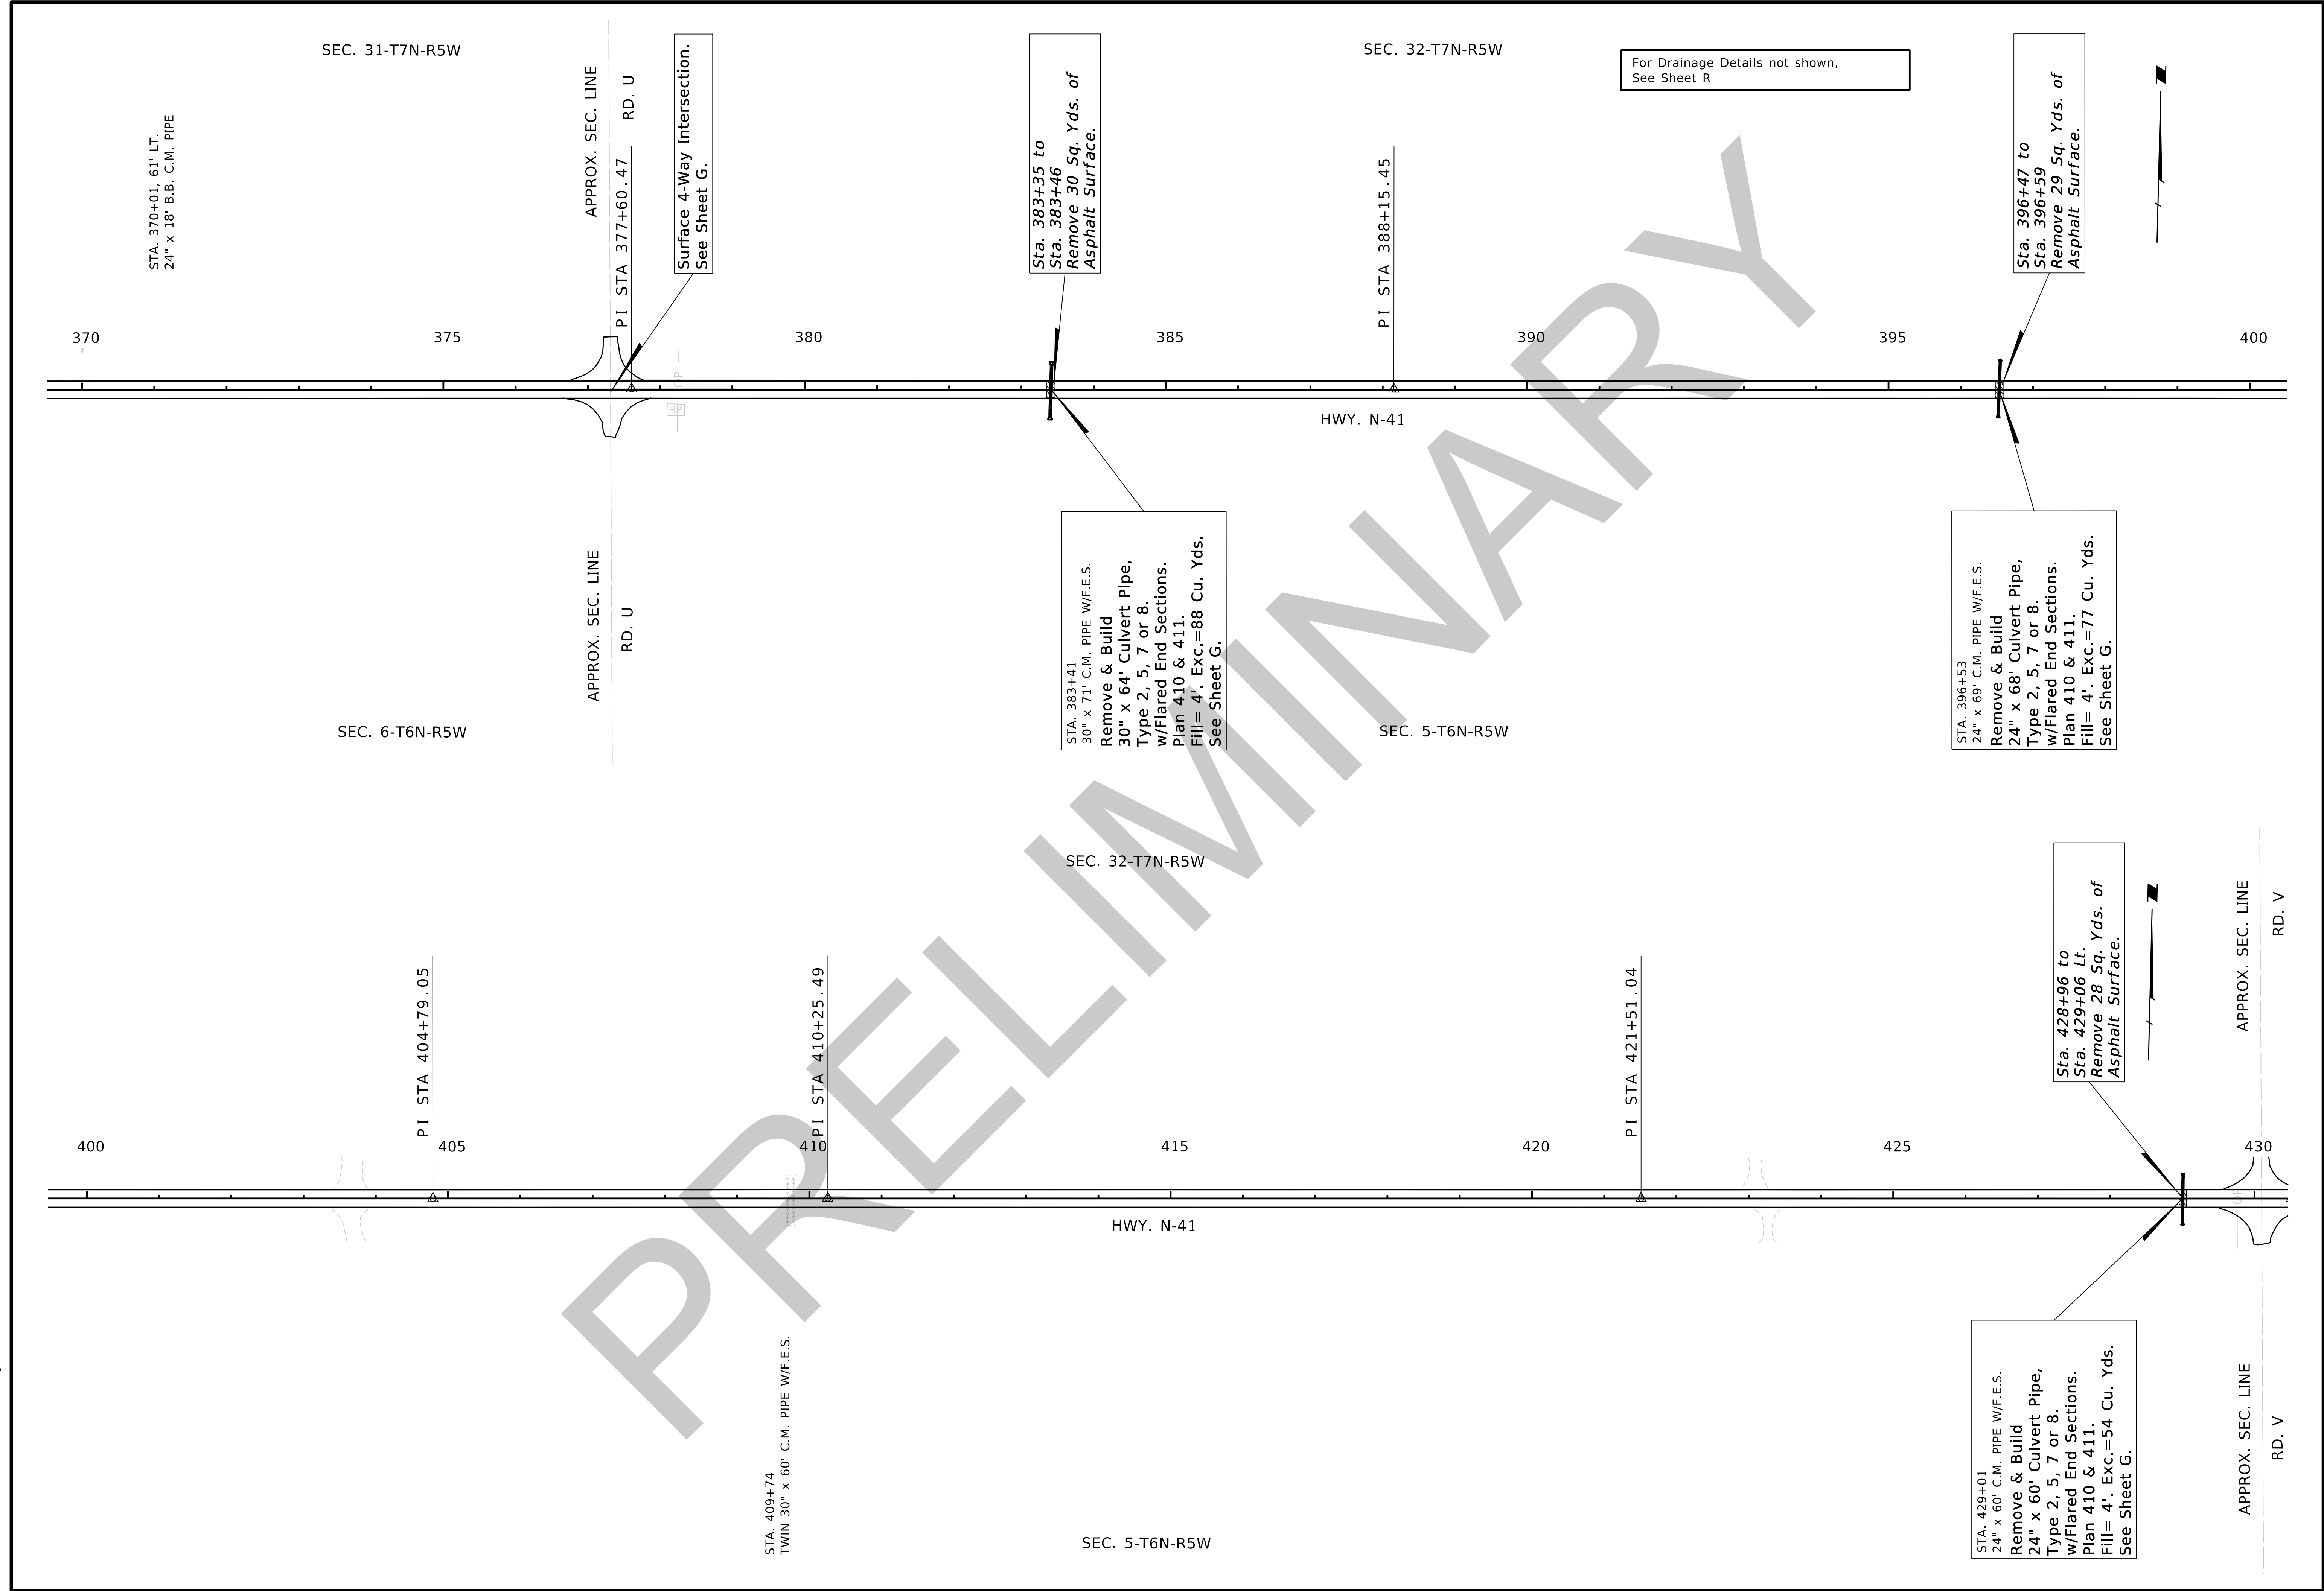 SEC. 31-T7N-R5W
SEC. 32-T7N-R5W
For Drainage Details not shown,
See Sheet R
STA. 370+01, 61' LT.
24" x 18' B.B. C.M. PIPE
APPROX. SEC. LINE
RD. U
PI STA 377+60.47
Surface 4-Way Intersection.
See Sheet G.
Sta. 383+35 to
Sta. 383+46
Remove 30 Sq. Yds. of
Asphalt Surface.
PI STA 388+15.45
Sta. 396+47 to
Sta. 396+59
Remove 29 Sq. Yds. of
Asphalt Surface.
370
375
380
385
390
395
400
OP
RP
HWY. N-41
APPROX. SEC. LINE
RD. U
STA. 383+41
30" x 71' C.M. PIPE W/F.E.S.
Remove & Build
30" x 64' Culvert Pipe,
Type 2, 5, 7 or 8.
w/Flared End Sections.
Plan 410 & 411.
Fill= 4'. Exc.=88 Cu. Yds.
See Sheet G.
STA. 396+53
24" x 69' C.M. PIPE W/F.E.S.
Remove & Build
24" x 68' Culvert Pipe,
Type 2, 5, 7 or 8.
w/Flared End Sections.
Plan 410 & 411.
Fill= 4'. Exc.=77 Cu. Yds.
See Sheet G.
SEC. 6-T6N-R5W
SEC. 5-T6N-R5W
PRELIMINARY
SEC. 32-T7N-R5W
PI STA 404+79.05
PI STA 410+25.49
PI STA 421+51.04
Sta. 428+96 to
Sta. 429+06 Lt.
Remove 28 Sq. Yds. of
Asphalt Surface.
APPROX. SEC. LINE
RD. V
400
405
410
415
420
425
430
OP
HWY. N-41
STA. 409+74
TWIN 30" x 60' C.M. PIPE W/F.E.S.
STA. 429+01
24" x 60' C.M. PIPE W/F.E.S.
Remove & Build
24" x 60' Culvert Pipe,
Type 2, 5, 7 or 8.
w/Flared End Sections.
Plan 410 & 411.
Fill= 4'. Exc.=54 Cu. Yds.
See Sheet G.
APPROX. SEC. LINE
RD. V
SEC. 5-T6N-R5W